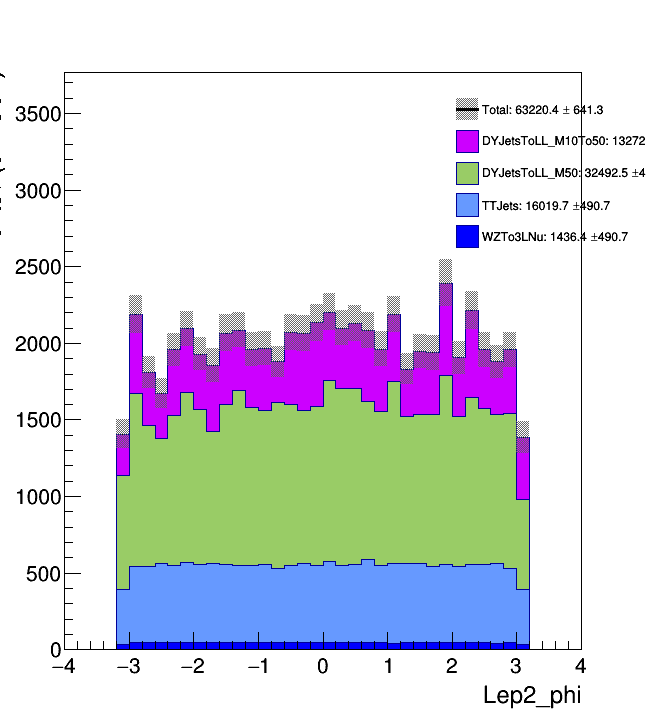 3500
3000
2500
2000
1500
1000
500
0
Total: 63220.4 ± 641.3
DYJetsToLL_M10To50: 13272
DYJetsToLL_M50: 32492.5 ±4
TTJets: 16019.7 ±490.7
WZTo3LNu: 1436.4 ±490.7
−4 −3 −2 −1 0 1 2 3 4
Lep2_phi